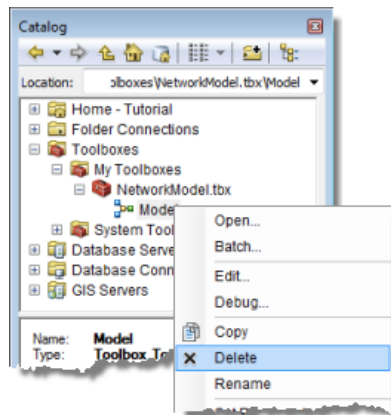 Catalog
Location: olboxes\NetworkModel.tbx\Model
Home - Tutorial
Folder Connections
Toolboxes
My Toolboxes
NetworkModel.tbx
Model
System Tool
Database Serve
Database Conn
GIS Servers
Name: Model
Type: Toolbox To
Open...
Batch...
Edit...
Debug...
Copy
Delete
Rename